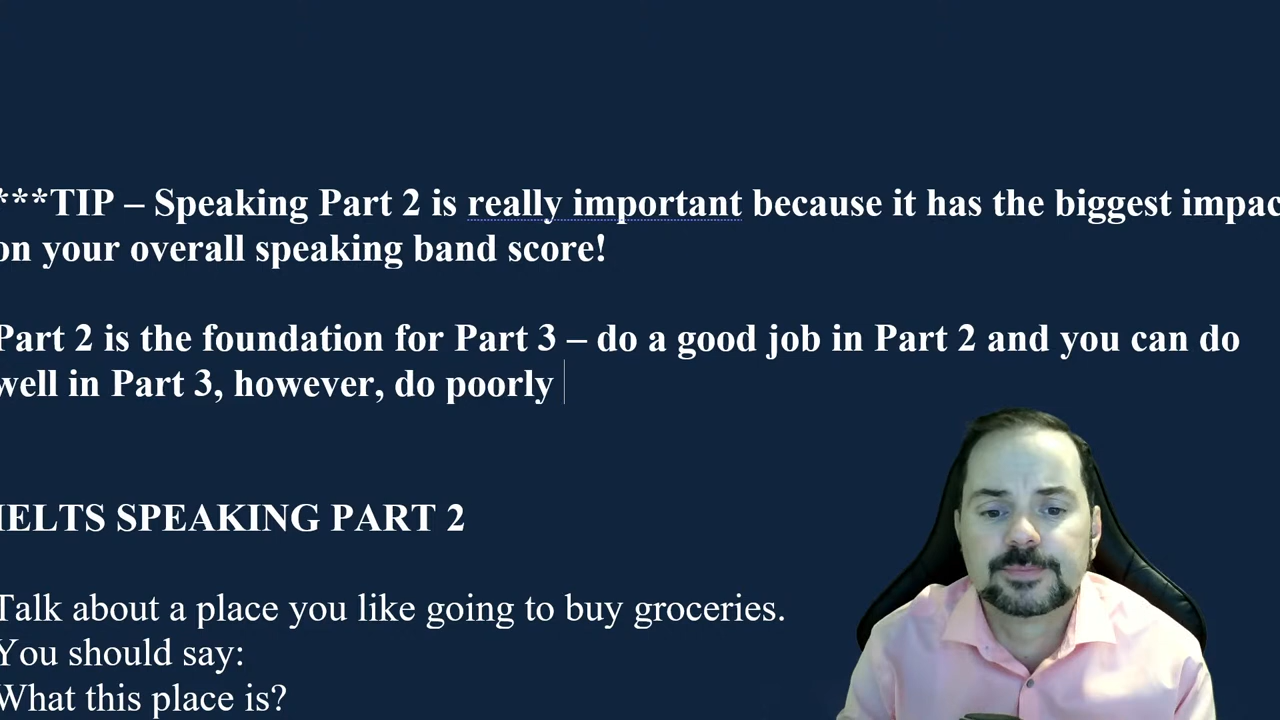 ***TIP – Speaking Part 2 is really important because it has the biggest
on your overall speaking band score!
Part 2 is the foundation for Part 3 – do a good job in Part 2 and you can do
well in Part 3, however, do poorly
IELTS SPEAKING PART 2
Talk about a place you like going to buy groceries.
You should say:
What this place is?